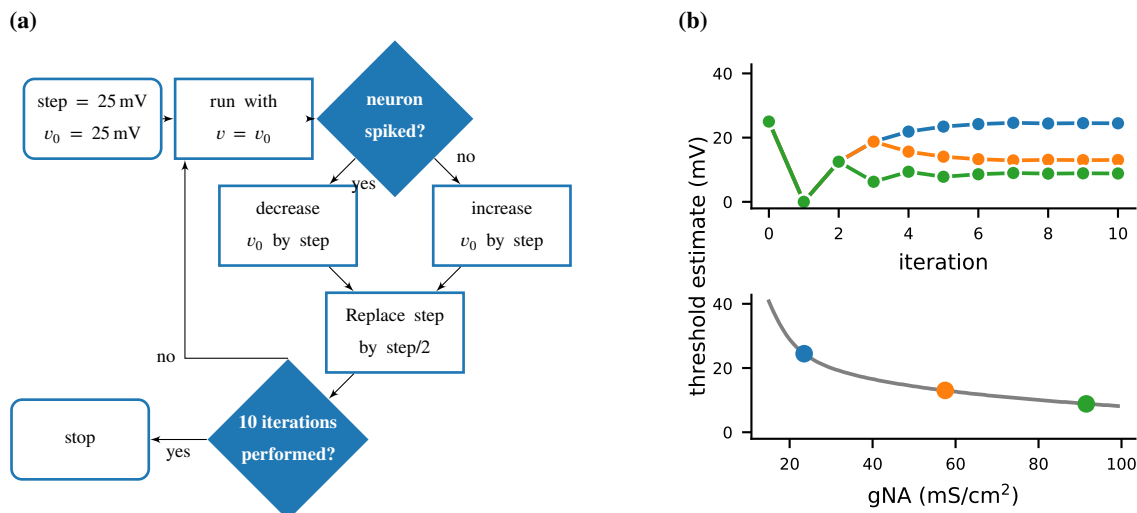 (a)
step = 25 mV
v₀ = 25 mV
run with
v = v₀
neuron
spiked?
yes
no
decrease
v₀ by step
increase
v₀ by step
Replace step
by step/2
no
10 iterations
performed?
yes
stop
(b)
threshold estimate (mV)
40
20
0
0
2
4
6
8
10
iteration
40
20
0
20
40
60
80
100
gNA (mS/cm²)